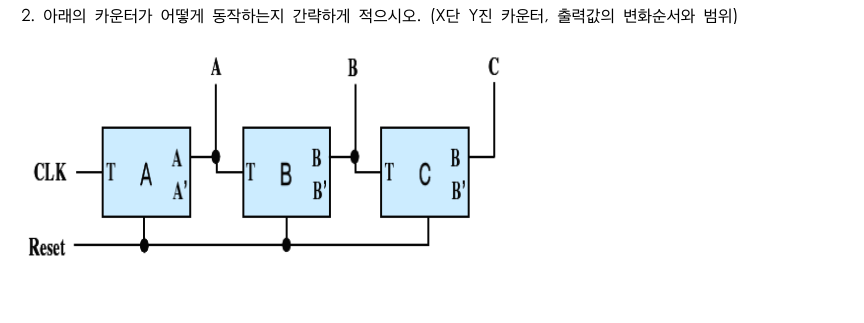 2. 아래의 카운터가 어떻게 동작하는지 간략하게 적으시오. (X단 Y진 카운터, 출력값의 변화순서와 범위)
A B C
CLK T A A A' T B B B' T C B B'
Reset